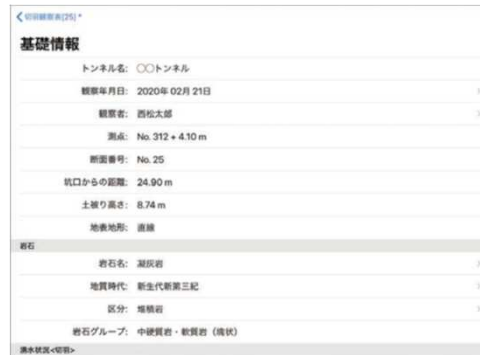 切羽観察表[25] *
基礎情報
トンネル名: ○○トンネル
観察年月日: 2020年 02月 21日
観察者: 西松太郎
測点: No. 312 + 4.10 m
断面番号: No. 25
坑口からの距離: 24.90 m
土被り高さ: 8.74 m
地表地形: 直線
岩石
岩石名: 凝灰岩
地質時代: 新生代新第三紀
区分: 堆積岩
岩石グループ: 中硬質岩・軟質岩（塊状）
湧水状況<切羽>